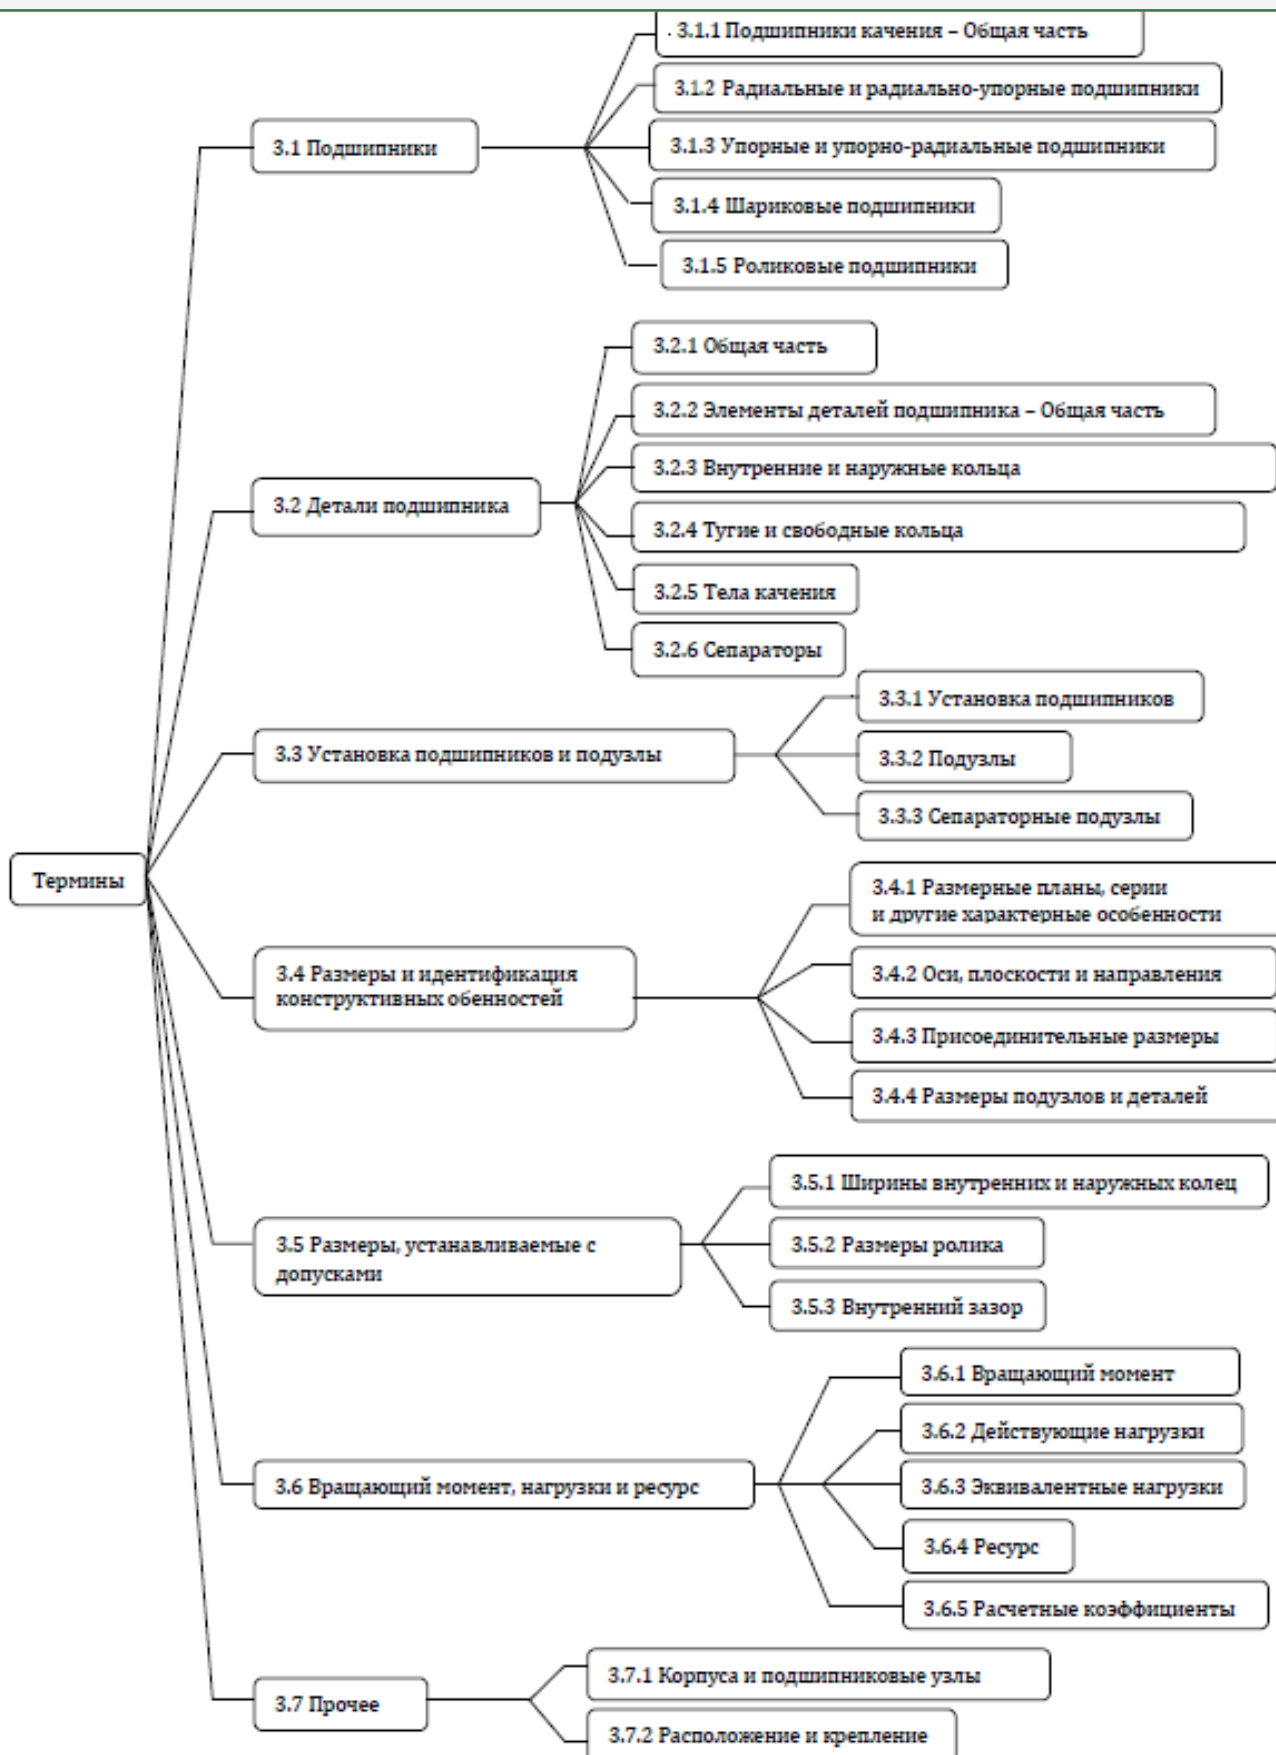 . 3.1.1 Подшипники качения – Общая часть
3.1.2 Радиальные и радиально-упорные подшипники
3.1 Подшипники
3.1.3 Упорные и упорно-радиальные подшипники
3.1.4 Шариковые подшипники
3.1.5 Роликовые подшипники
3.2.1 Общая часть
3.2.2 Элементы деталей подшипника – Общая часть
3.2.3 Внутренние и наружные кольца
3.2 Детали подшипника
3.2.4 Тугие и свободные кольца
3.2.5 Тела качения
3.2.6 Сепараторы
3.3.1 Установка подшипников
3.3 Установка подшипников и подузлы
3.3.2 Подузлы
3.3.3 Сепараторные подузлы
Термины
3.4.1 Размерные планы, серии
и другие характерные особенности
3.4 Размеры и идентификация
конструктивных обенностей
3.4.2 Оси, плоскости и направления
3.4.3 Присоединительные размеры
3.4.4 Размеры подузлов и деталей
3.5.1 Ширины внутренних и наружных колец
3.5 Размеры, устанавливаемые с
допусками
3.5.2 Размеры ролика
3.5.3 Внутренний зазор
3.6.1 Вращающий момент
3.6.2 Действующие нагрузки
3.6 Вращающий момент, нагрузки и ресурс
3.6.3 Эквивалентные нагрузки
3.6.4 Ресурс
3.6.5 Расчетные коэффициенты
3.7.1 Корпуса и подшипниковые узлы
3.7 Прочее
3.7.2 Расположение и крепление